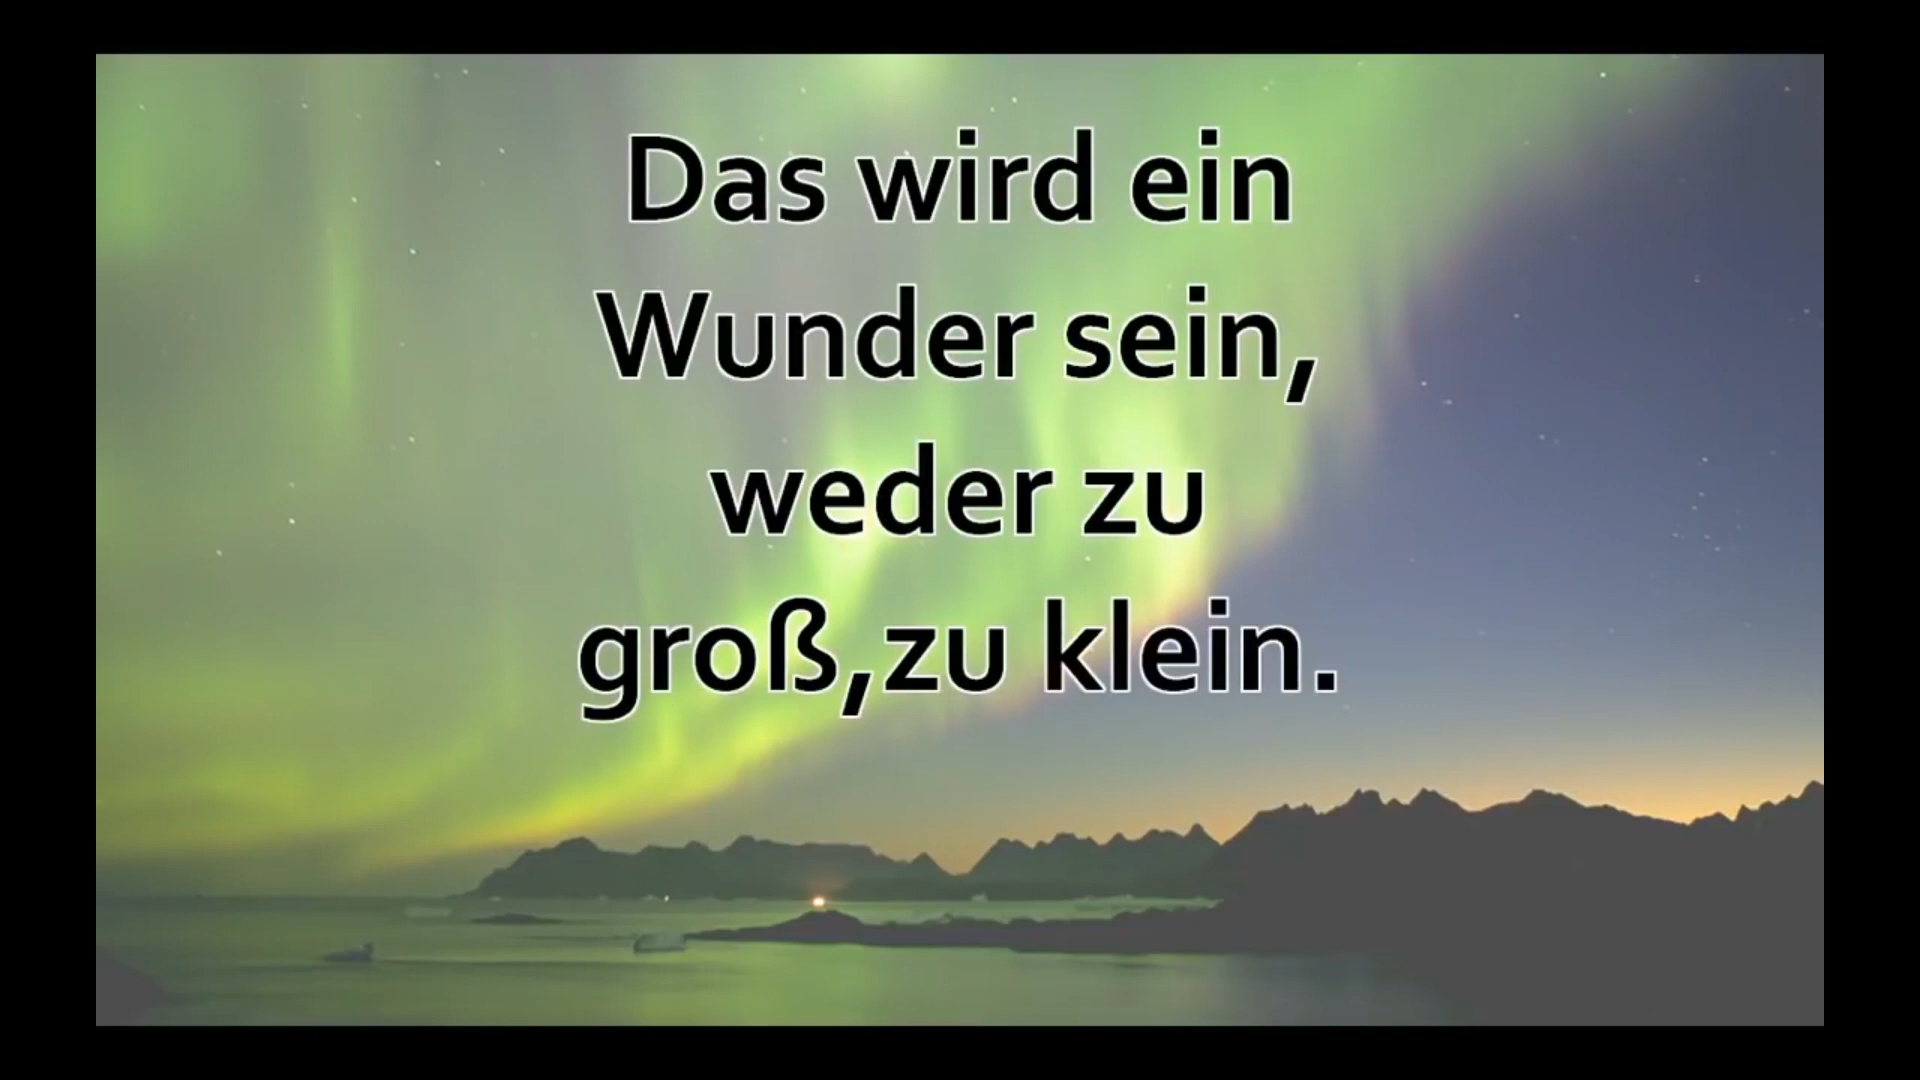 Das wird ein
Wunder sein,
weder zu
groß,zu klein.